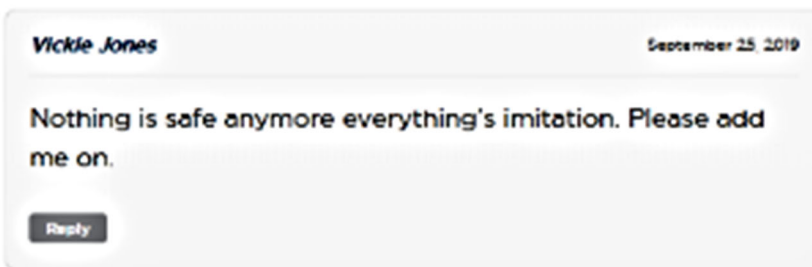 Vickie Jones
September 25, 2019
Nothing is safe anymore everything's imitation. Please add
me on.
Reply